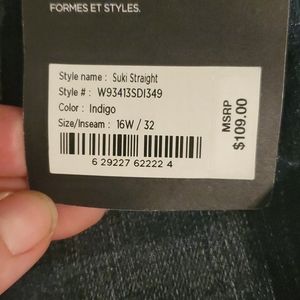 FORMES ET STYLES.
Style name : Suki Straight
Style # : W93413SDI349
Color : Indigo
Size/Inseam : 16W / 32
6 29227 62222 4
MSRP
$109.00